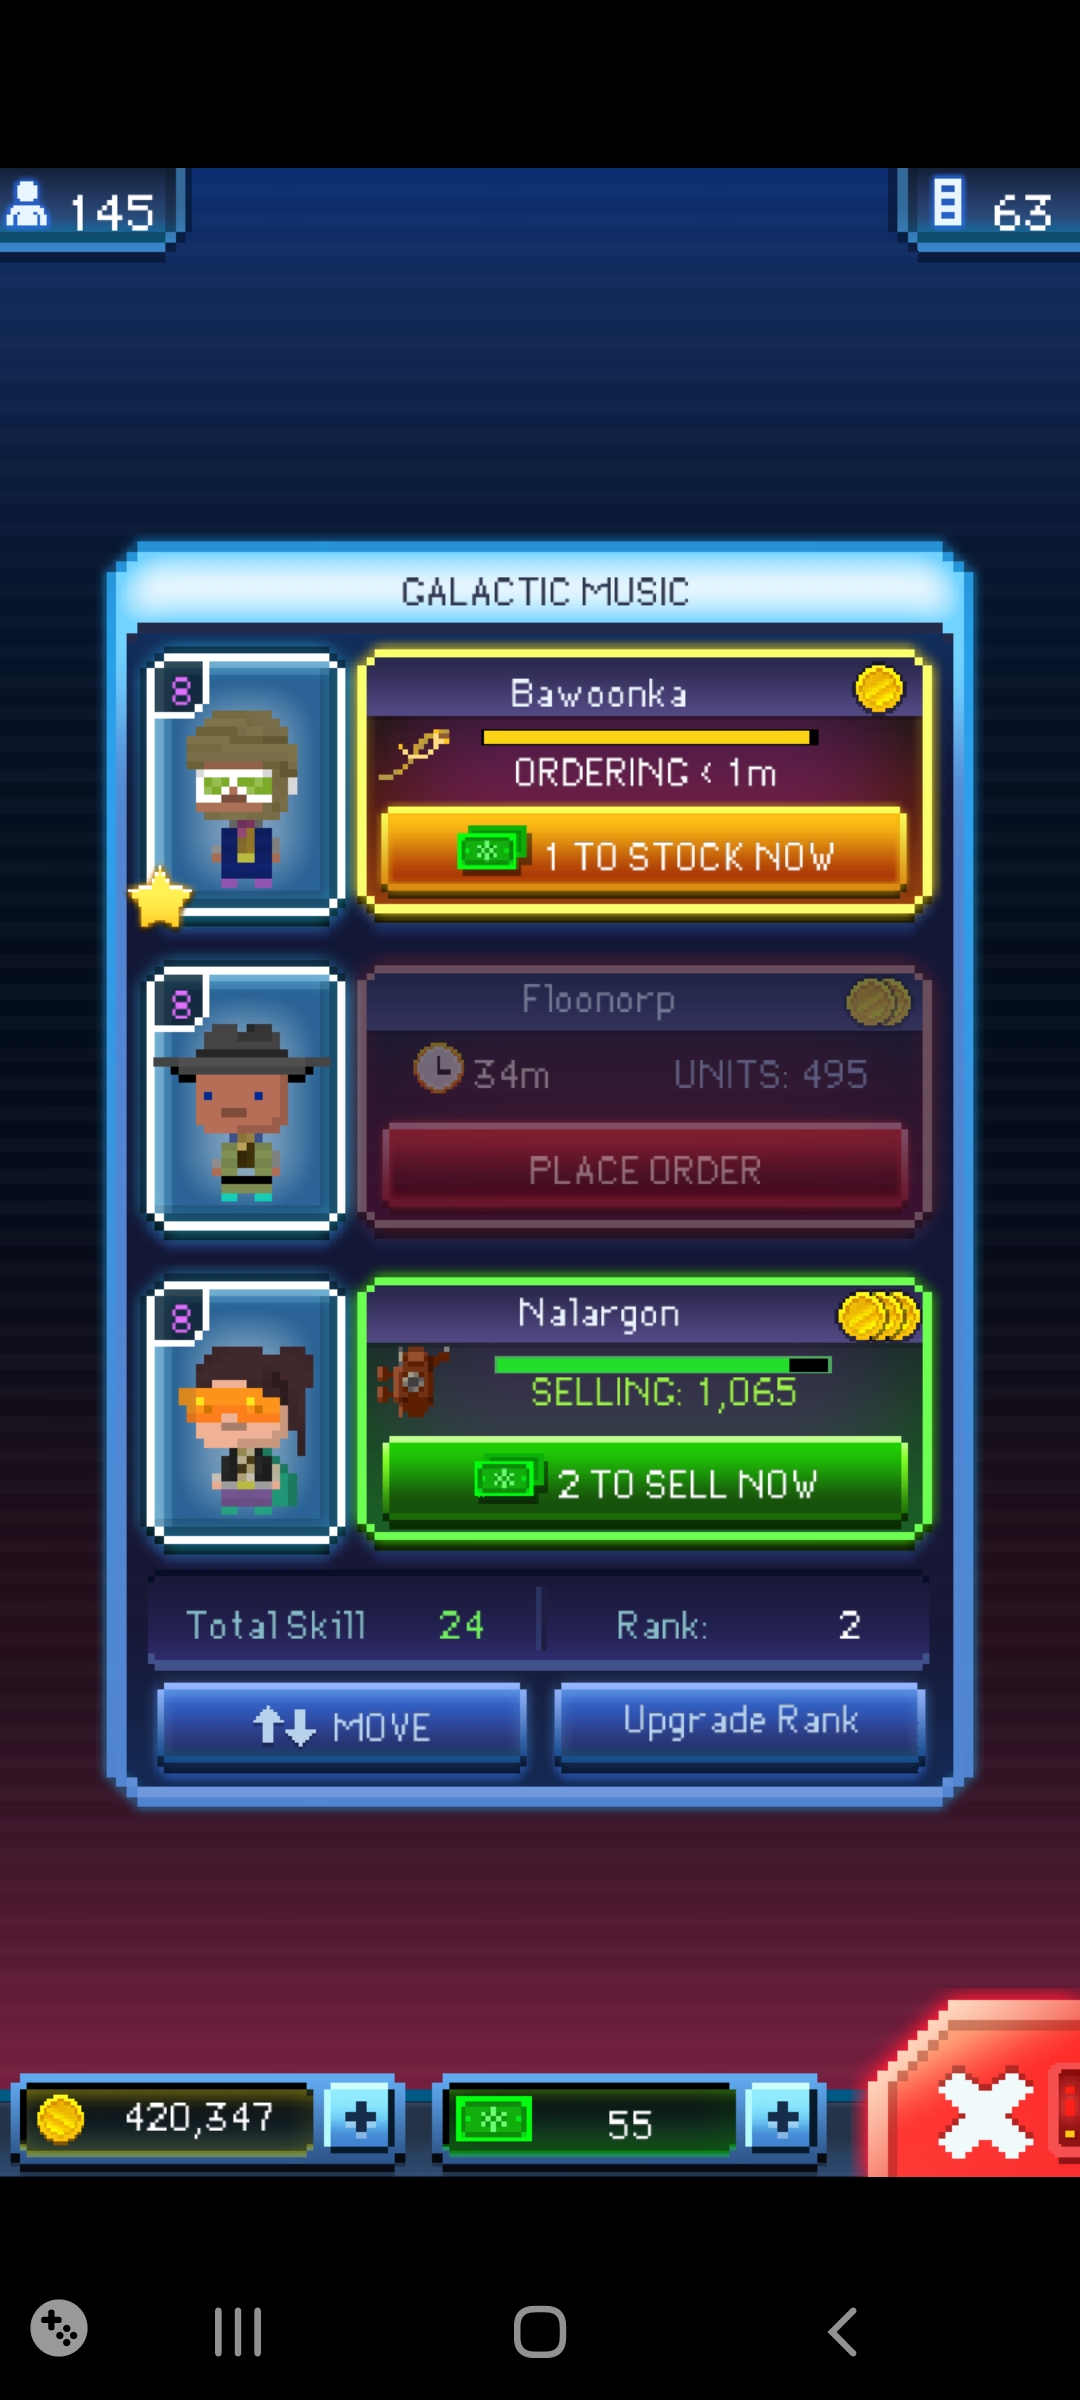 145
63
GALACTIC MUSIC
8
Bawoonka
ORDERING < 1m
1 TO STOCK NOW
8
Floonorp
34m UNITS: 495
PLACE ORDER
8
Nalargon
SELLING: 1,065
2 TO SELL NOW
Total Skill 24 Rank: 2
MOVE Upgrade Rank
420,347 + 55 +